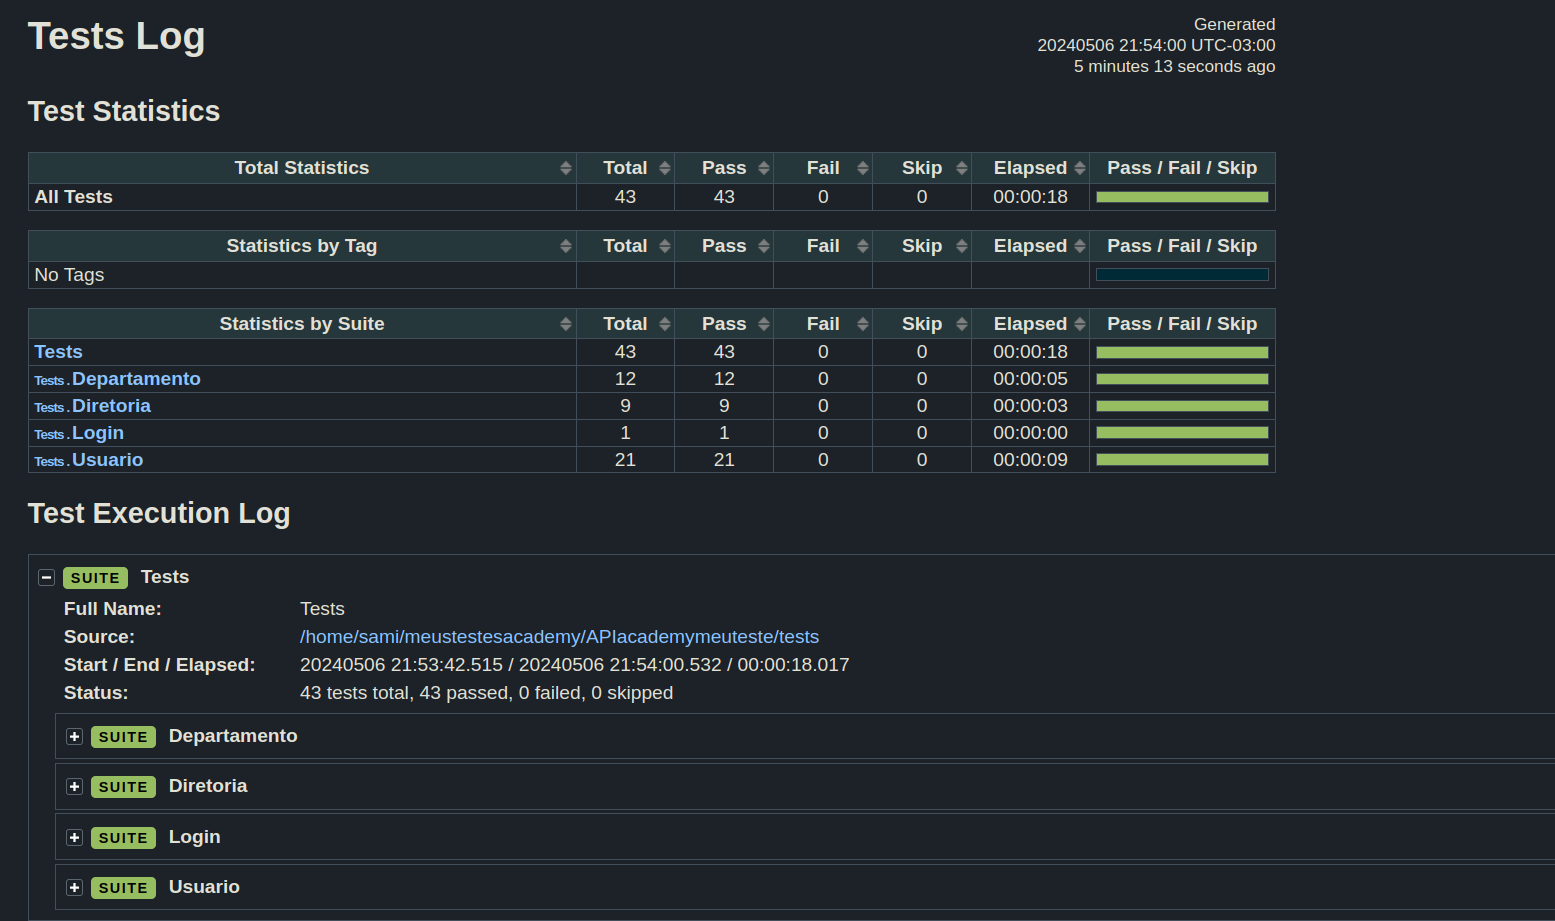 Tests Log
Generated
20240506 21:54:00 UTC-03:00
5 minutes 13 seconds ago
Test Statistics
Total Statistics Total Pass Fail Skip Elapsed Pass / Fail / Skip
All Tests 43 43 0 0 00:00:18
Statistics by Tag Total Pass Fail Skip Elapsed Pass / Fail / Skip
No Tags
Statistics by Suite Total Pass Fail Skip Elapsed Pass / Fail / Skip
Tests 43 43 0 0 00:00:18
Tests . Departamento 12 12 0 0 00:00:05
Tests . Diretoria 9 9 0 0 00:00:03
Tests . Login 1 1 0 0 00:00:00
Tests . Usuario 21 21 0 0 00:00:09
Test Execution Log
SUITE Tests
Full Name: Tests
Source: /home/sami/meustestesacademy/APIacademymeuteste/tests
Start / End / Elapsed: 20240506 21:53:42.515 / 20240506 21:54:00.532 / 00:00:18.017
Status: 43 tests total, 43 passed, 0 failed, 0 skipped
SUITE Departamento
SUITE Diretoria
SUITE Login
SUITE Usuario